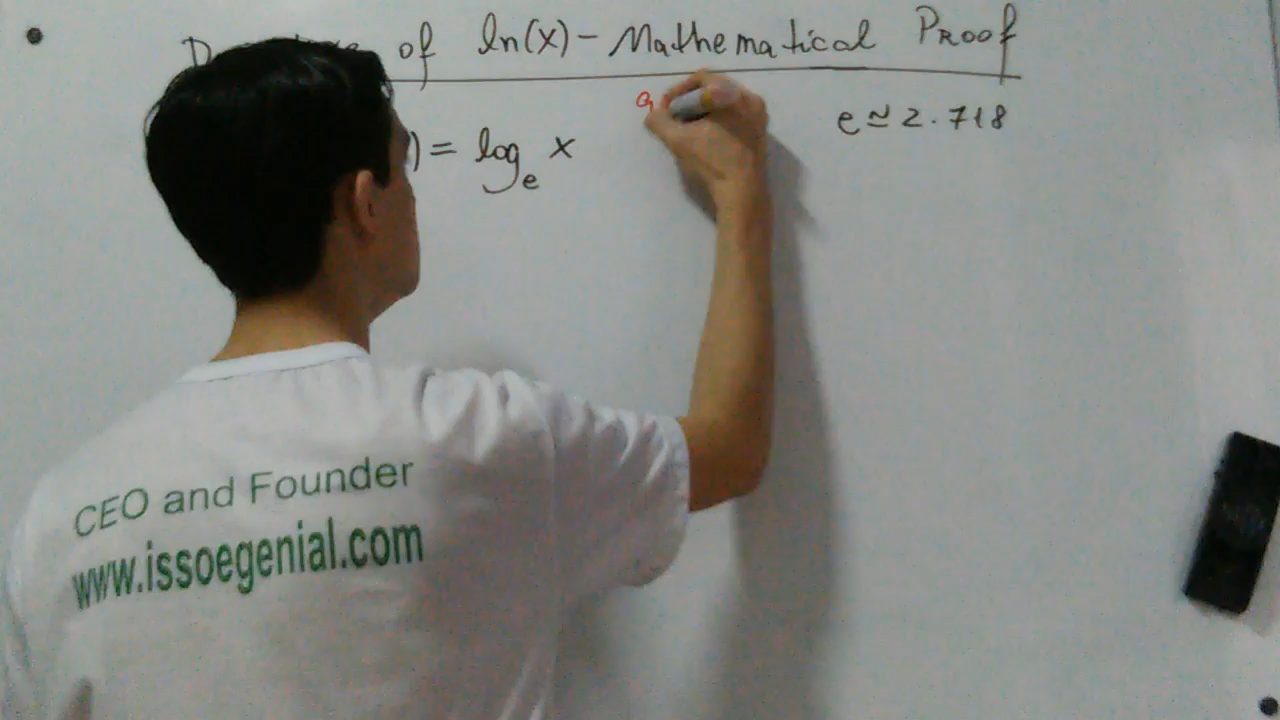 of ln(x) - Mathematical Proof
) = log_e x
a
e ≃ 2.718
CEO and Founder
www.issoegenial.com